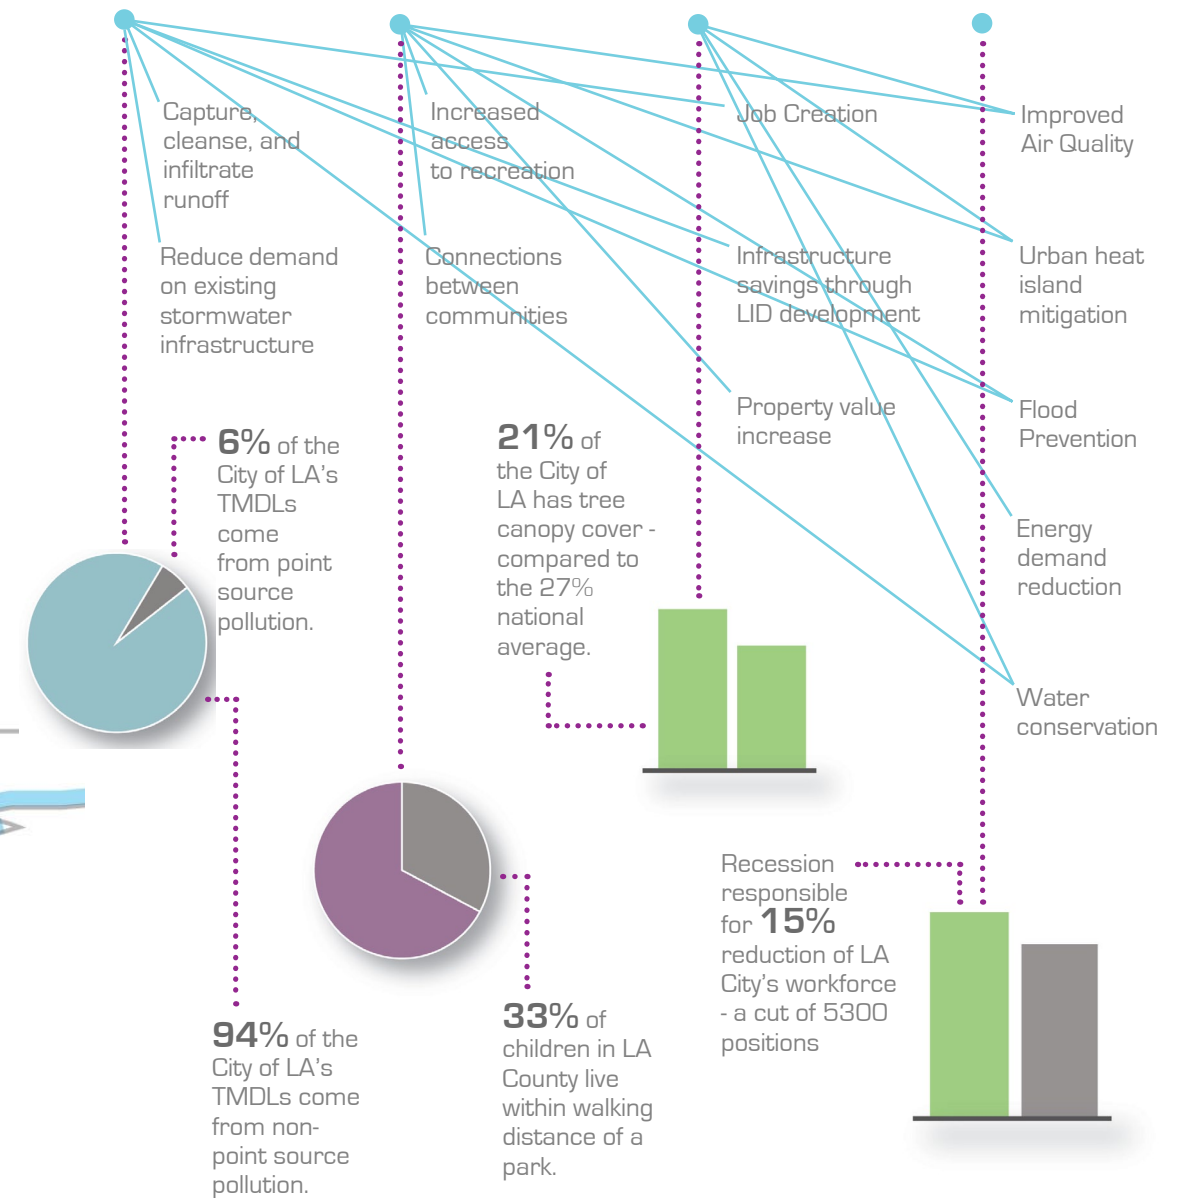 Capture,
cleanse, and
infiltrate
runoff
Reduce demand
on existing
stormwater
infrastructure
Increased
access
to recreation
Connections
between
communities
Job Creation
Infrastructure
savings through
LID development
Property value
increase
Improved
Air Quality
Urban heat
island
mitigation
Flood
Prevention
Energy
demand
reduction
Water
conservation
6% of the
City of LA's
TMDLs
come
from point
source
pollution.
94% of the
City of LA's
TMDLs come
from non-
point source
pollution.
33% of
children in LA
County live
within walking
distance of a
park.
21% of
the City of
LA has tree
canopy cover -
compared to
the 27%
national
average.
Recession
responsible
for 15%
reduction of LA
City's workforce
- a cut of 5300
positions